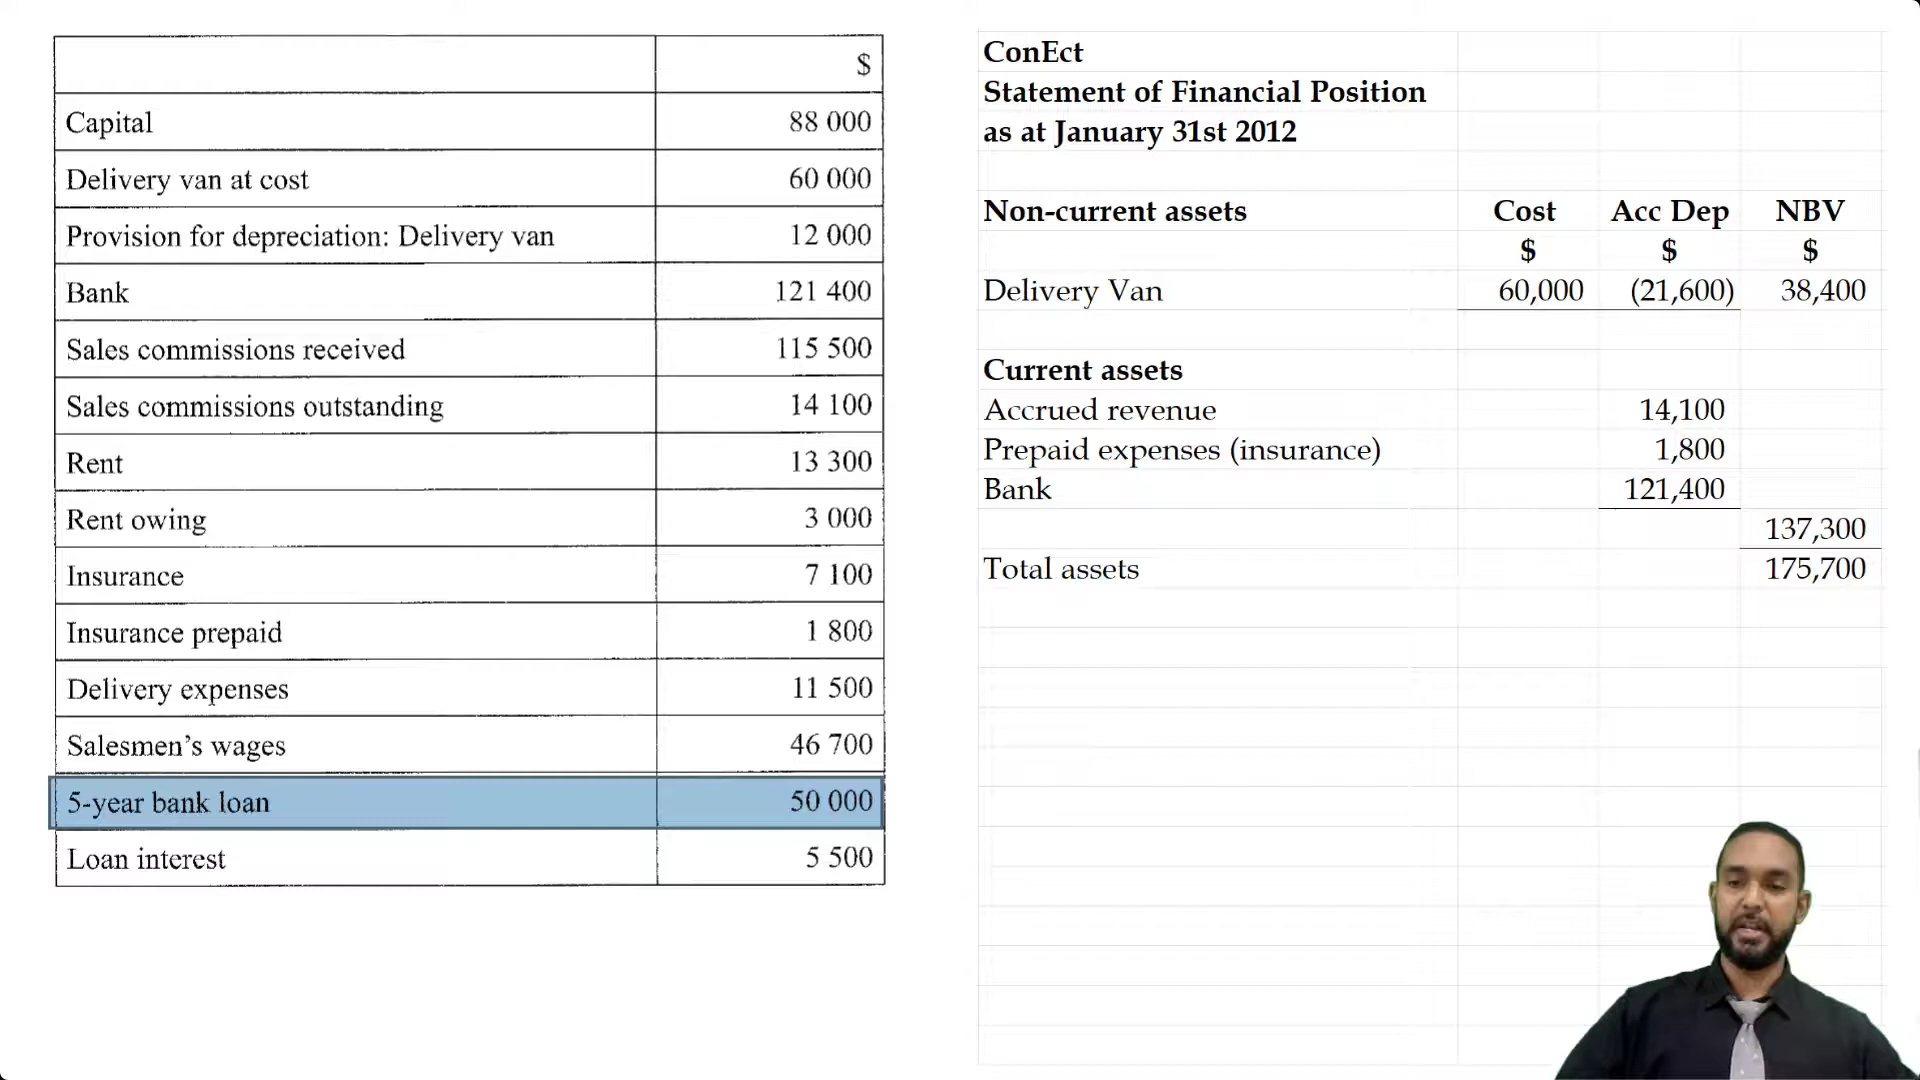 $
Capital 88 000
Delivery van at cost 60 000
Provision for depreciation: Delivery van 12 000
Bank 121 400
Sales commissions received 115 500
Sales commissions outstanding 14 100
Rent 13 300
Rent owing 3 000
Insurance 7 100
Insurance prepaid 1 800
Delivery expenses 11 500
Salesmen's wages 46 700
5-year bank loan 50 000
Loan interest 5 500
ConEct
Statement of Financial Position
as at January 31st 2012
Non-current assets Cost Acc Dep NBV
$ $ $
Delivery Van 60,000 (21,600) 38,400
Current assets
Accrued revenue 14,100
Prepaid expenses (insurance) 1,800
Bank 121,400
137,300
Total assets 175,700